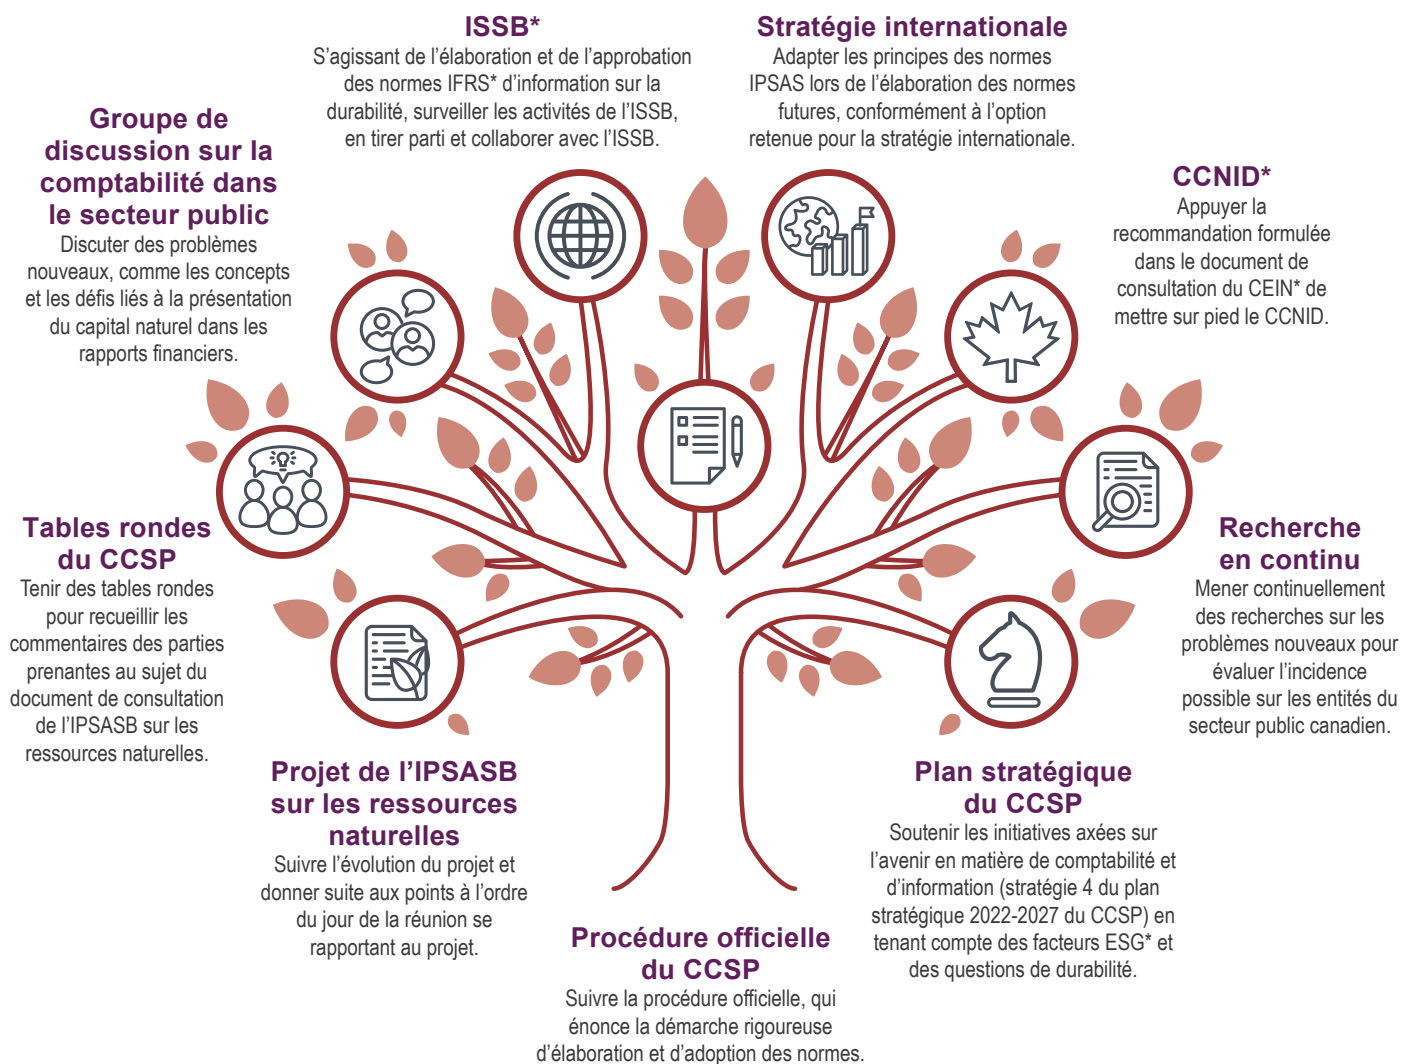 ISSB*
S’agissant de l’élaboration et de l’approbation
des normes IFRS* d’information sur la
durabilité, surveiller les activités de l’ISSB,
en tirer parti et collaborer avec l’ISSB.
Stratégie internationale
Adapter les principes des normes
IPSAS lors de l’élaboration des normes
futures, conformément à l’option
retenue pour la stratégie internationale.
Groupe de
discussion sur la
comptabilité dans
le secteur public
Discuter des problèmes
nouveaux, comme les concepts
et les défis liés à la présentation
du capital naturel dans les
rapports financiers.
CCNID*
Appuyer la
recommandation formulée
dans le document de
consultation du CEIN* de
mettre sur pied le CCNID.
Tables rondes
du CCSP
Tenir des tables rondes
pour recueillir les
commentaires des parties
prenantes au sujet du
document de consultation
de l’IPSASB sur les
ressources naturelles.
Recherche
en continu
Mener continuellement
des recherches sur les
problèmes nouveaux pour
évaluer l’incidence
possible sur les entités du
secteur public canadien.
Projet de l’IPSASB
sur les ressources
naturelles
Suivre l’évolution du projet et
donner suite aux points à l’ordre
du jour de la réunion se
rapportant au projet.
Plan stratégique
du CCSP
Soutenir les initiatives axées sur
l’avenir en matière de comptabilité et
d’information (stratégie 4 du plan
stratégique 2022-2027 du CCSP) en
tenant compte des facteurs ESG* et
des questions de durabilité.
Procédure officielle
du CCSP
Suivre la procédure officielle, qui
énonce la démarche rigoureuse
d’élaboration et d’adoption des normes.